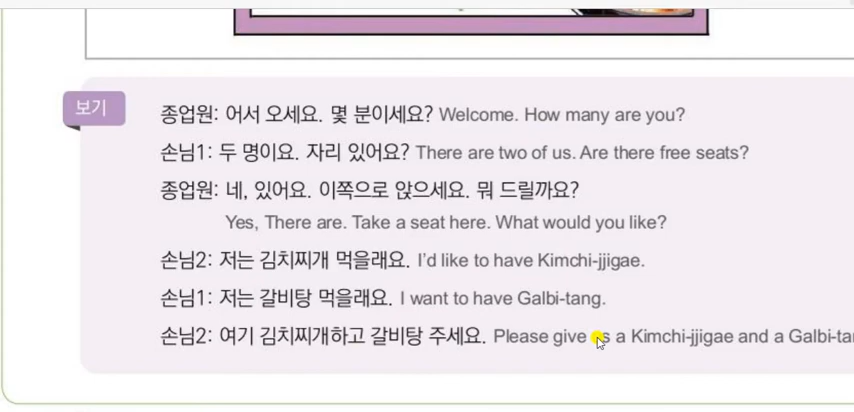 보기
종업원: 어서 오세요. 몇 분이세요? Welcome. How many are you?
손님1: 두 명이요. 자리 있어요? There are two of us. Are there free seats?
종업원: 네, 있어요. 이쪽으로 앉으세요. 뭐 드릴까요?
Yes, There are. Take a seat here. What would you like?
손님2: 저는 김치찌개 먹을래요. I'd like to have Kimchi-jjigae.
손님1: 저는 갈비탕 먹을래요. I want to have Galbi-tang.
손님2: 여기 김치찌개하고 갈비탕 주세요. Please give us a Kimchi-jjigae and a